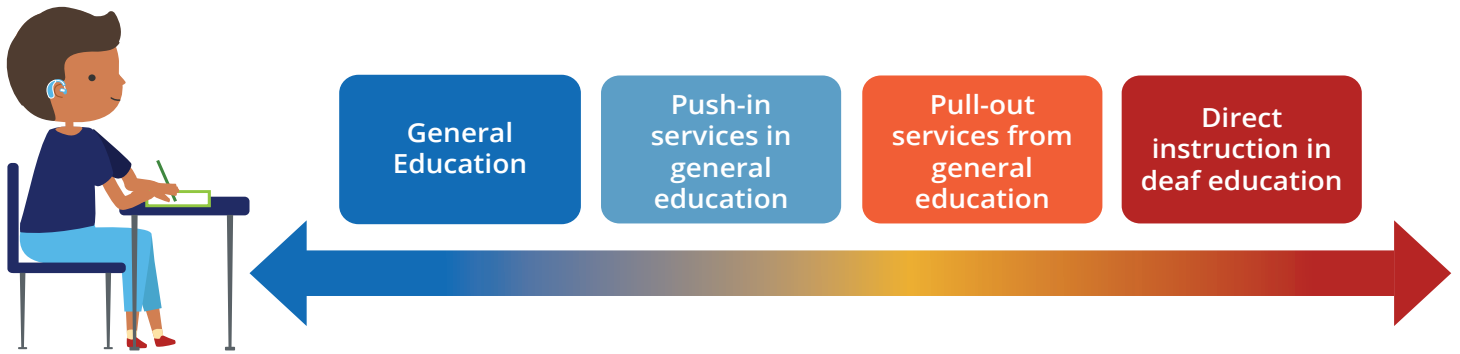 General
Education
Push-in
services in
general
education
Pull-out
services from
general
education
Direct
instruction in
deaf education